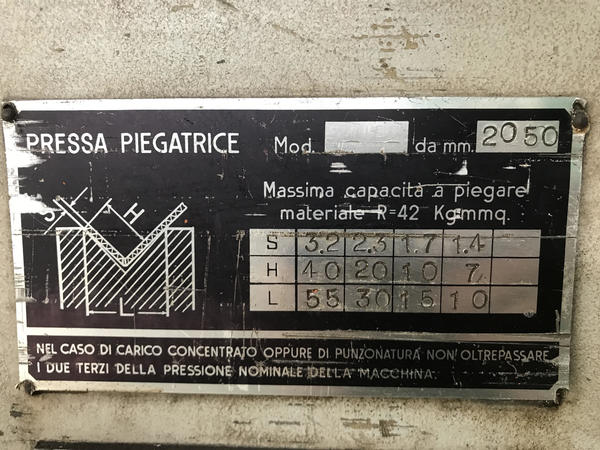 PRESSA PIEGATRICE Mod. da mm. 2050
Massima capacità a piegare
materiale R=42 Kg.mmq.
S H
L
S 3.2 2.3 1.7 1.4
H 40 20 10 7
L 55 30 15 10
NEL CASO DI CARICO CONCENTRATO OPPURE DI PUNZONATURA NON OLTREPASSARE
I DUE TERZI DELLA PRESSIONE NOMINALE DELLA MACCHINA.